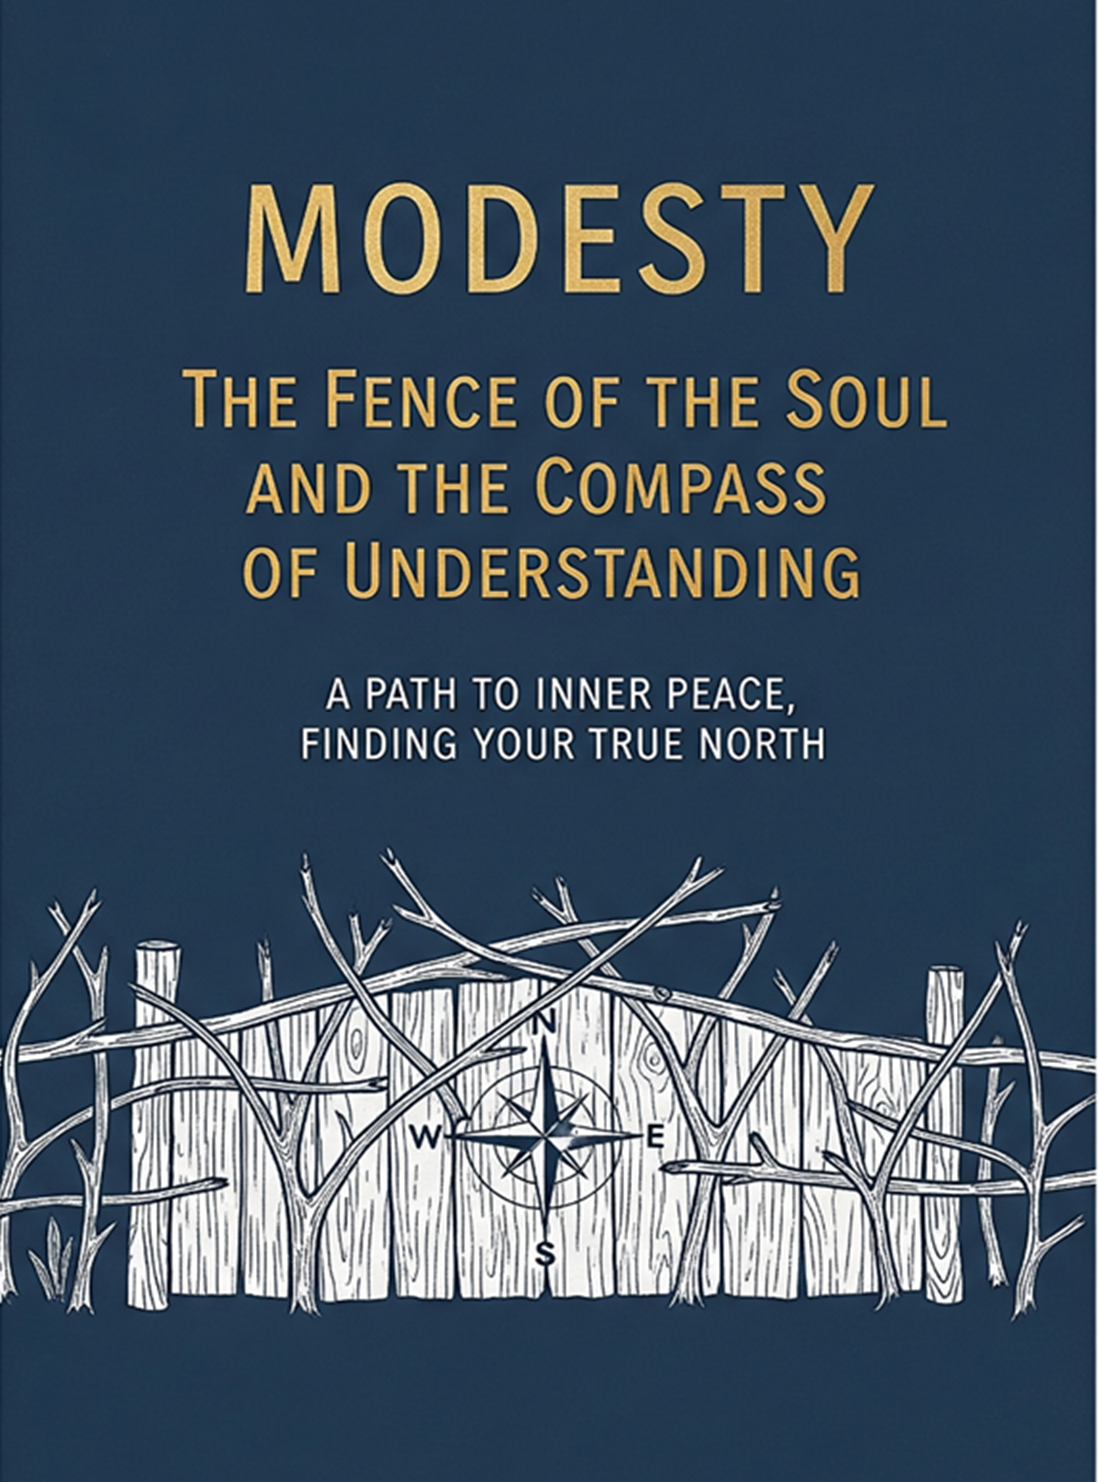 MODESTY
THE FENCE OF THE SOUL
AND THE COMPASS
OF UNDERSTANDING
A PATH TO INNER PEACE,
FINDING YOUR TRUE NORTH
N
W E
S